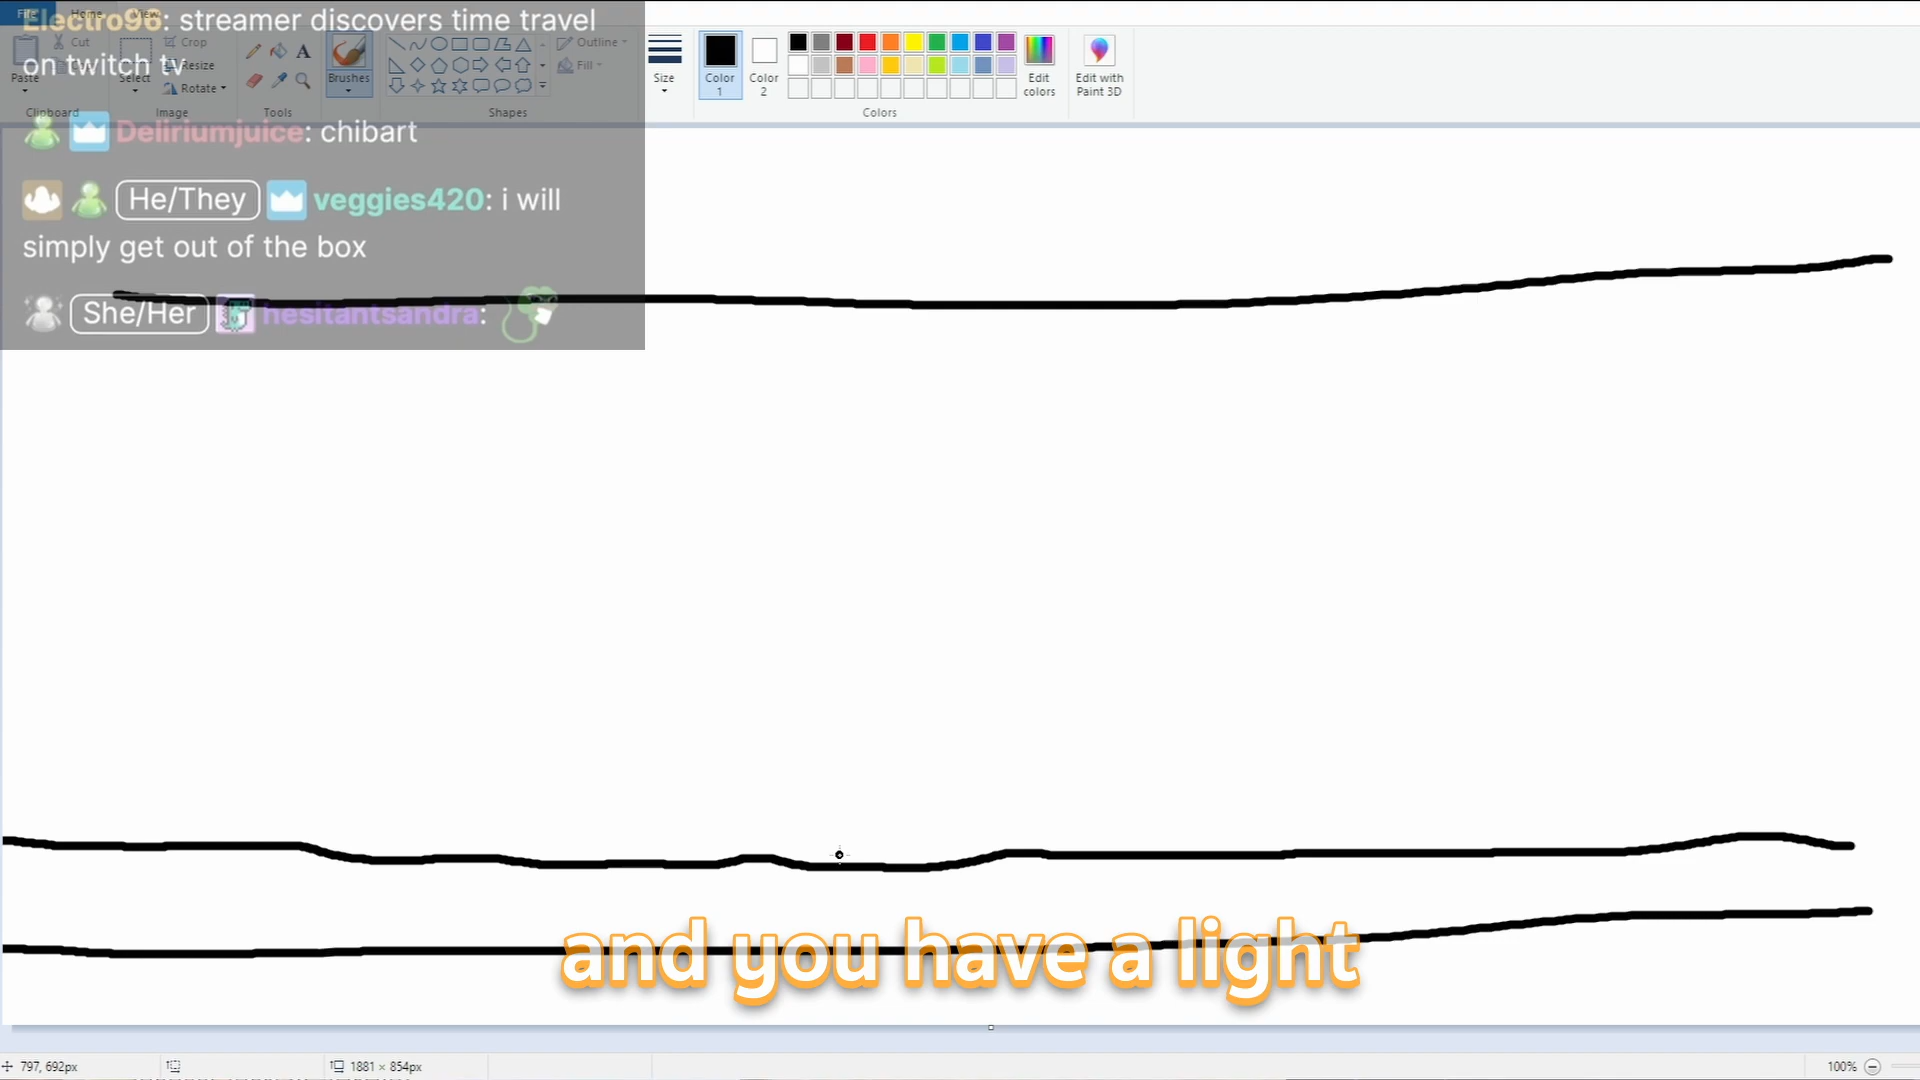 File Home View
Electro96: streamer discovers time travel
on twitch tv
Cut
Crop
Resize
Rotate
Paste
Select
Brushes
Outline
Fill
Size
Color 1
Color 2
Edit colors
Edit with Paint 3D
Clipboard
Image
Tools
Shapes
Colors
Deliriumjuice: chibart
He/They veggies420: i will
simply get out of the box
She/Her hesitantsandra:
and you have a light
797, 692px
1881 × 854px
100%